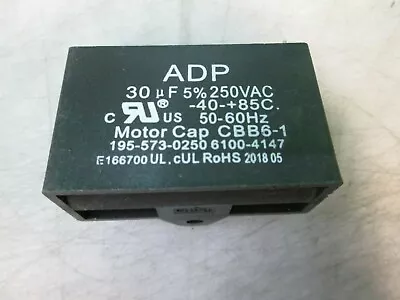 ADP
30 µF 5% 250VAC
-40-+85C.
C US 50-60Hz
Motor Cap CBB6-1
195-573-0250 6100-4147
E166700 UL. cUL RoHS 2018 05